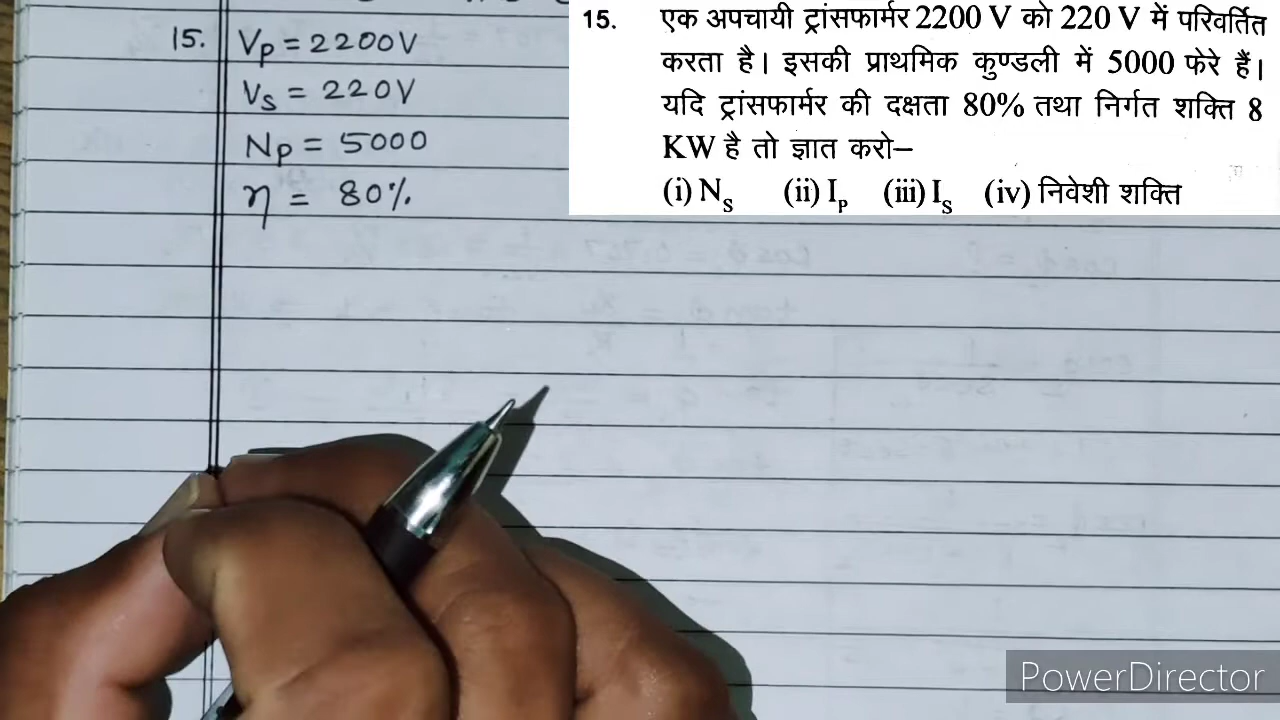 15. Vp = 2200V
Vs = 220V
Np = 5000
η = 80%
15. एक अपचायी ट्रांसफार्मर 2200 V को 220 V में परिवर्तित
करता है। इसकी प्राथमिक कुण्डली में 5000 फेरे हैं।
यदि ट्रांसफार्मर की दक्षता 80% तथा निर्गत शक्ति 8
KW है तो ज्ञात करो–
(i) Ns (ii) Ip (iii) Is (iv) निवेशी शक्ति
PowerDirector